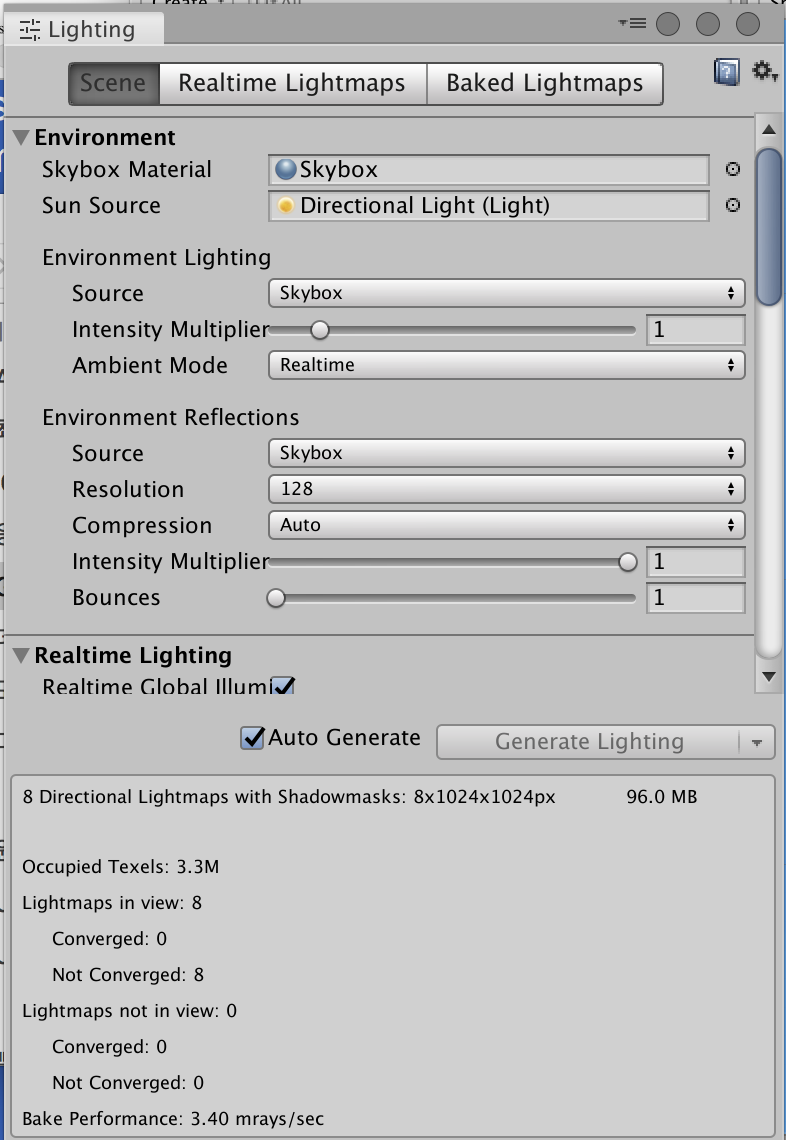 Lighting
Scene Realtime Lightmaps Baked Lightmaps
Environment
Skybox Material Skybox
Sun Source Directional Light (Light)
Environment Lighting
Source Skybox
Intensity Multiplier 1
Ambient Mode Realtime
Environment Reflections
Source Skybox
Resolution 128
Compression Auto
Intensity Multiplier 1
Bounces 1
Realtime Lighting
Realtime Global Illumi
Auto Generate Generate Lighting
8 Directional Lightmaps with Shadowmasks: 8x1024x1024px 96.0 MB
Occupied Texels: 3.3M
Lightmaps in view: 8
Converged: 0
Not Converged: 8
Lightmaps not in view: 0
Converged: 0
Not Converged: 0
Bake Performance: 3.40 mrays/sec